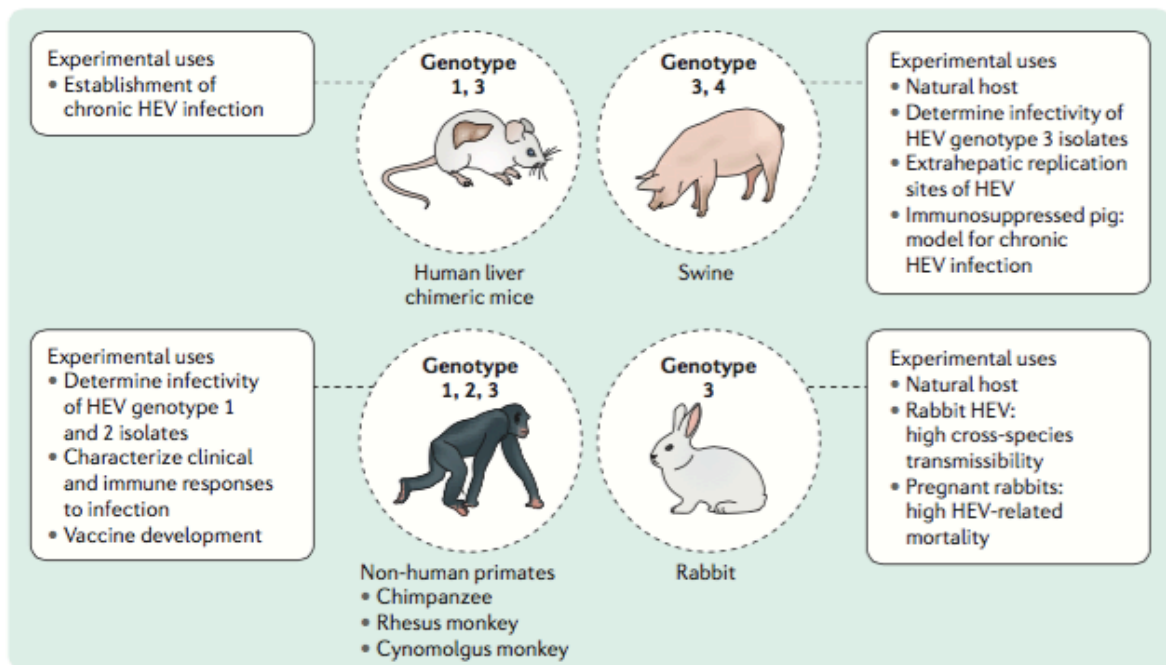 Experimental uses
• Establishment of
chronic HEV infection
Genotype
1, 3
Human liver
chimeric mice
Genotype
3, 4
Swine
Experimental uses
• Natural host
• Determine infectivity of
HEV genotype 3 isolates
• Extrahepatic replication
sites of HEV
• Immunosuppressed pig:
model for chronic
HEV infection
Experimental uses
• Determine infectivity
of HEV genotype 1
and 2 isolates
• Characterize clinical
and immune responses
to infection
• Vaccine development
Genotype
1, 2, 3
Non-human primates
• Chimpanzee
• Rhesus monkey
• Cynomolgus monkey
Genotype
3
Rabbit
Experimental uses
• Natural host
• Rabbit HEV:
high cross-species
transmissibility
• Pregnant rabbits:
high HEV-related
mortality